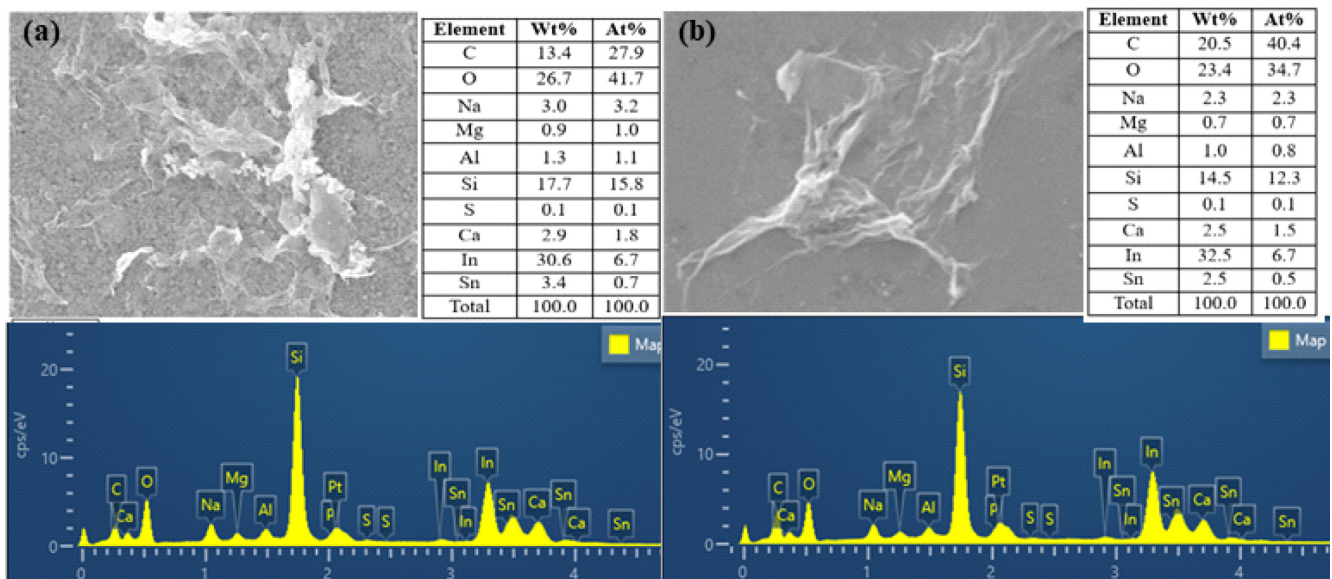 (a)
Element Wt% At%
C 13.4 27.9
O 26.7 41.7
Na 3.0 3.2
Mg 0.9 1.0
Al 1.3 1.1
Si 17.7 15.8
S 0.1 0.1
Ca 2.9 1.8
In 30.6 6.7
Sn 3.4 0.7
Total 100.0 100.0
(b)
Element Wt% At%
C 20.5 40.4
O 23.4 34.7
Na 2.3 2.3
Mg 0.7 0.7
Al 1.0 0.8
Si 14.5 12.3
S 0.1 0.1
Ca 2.5 1.5
In 32.5 6.7
Sn 2.5 0.5
Total 100.0 100.0
Map
Si
20
cps/eV
10
0
C
Ca
O
Na
Mg
Al
Pt
P
S
S
In
Sn
In
In
Sn
Ca
Sn
Ca
Sn
0 1 2 3 4
Map
Si
20
cps/eV
10
0
C
Ca
O
Na
Mg
Al
Pt
P
S
S
In
Sn
In
In
Sn
Ca
Sn
Ca
Sn
0 1 2 3 4